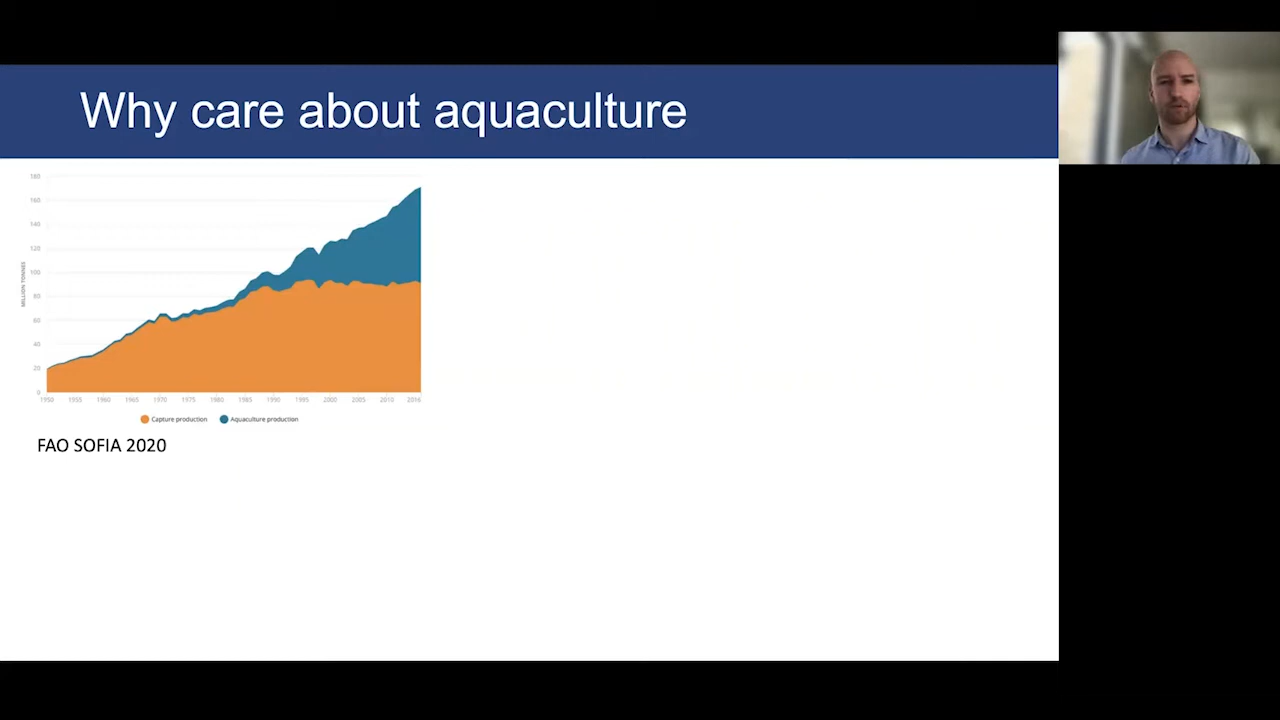 Why care about aquaculture
180
160
140
120
100
80
60
40
20
0
MILLION TONNES
1950 1955 1960 1965 1970 1975 1980 1985 1990 1995 2000 2005 2010 2016
Capture production Aquaculture production
FAO SOFIA 2020